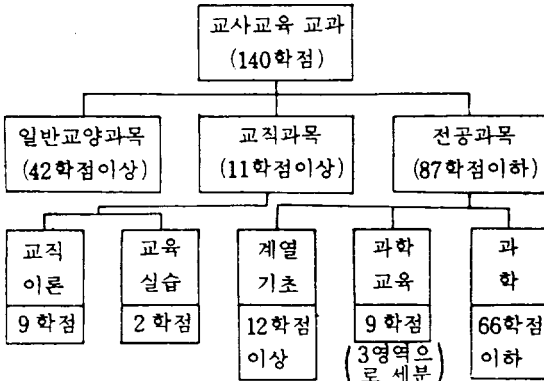 교사교육 교과
(140학점)
일반교양과목
(42학점이상)
교직과목
(11학점이상)
전공과목
(87학점이하)
교직
이론
9학점
교육
실습
2학점
계열
기초
12학점
이상
과학
교육
9학점
(3영역으
로 세분)
과
학
66학점
이하